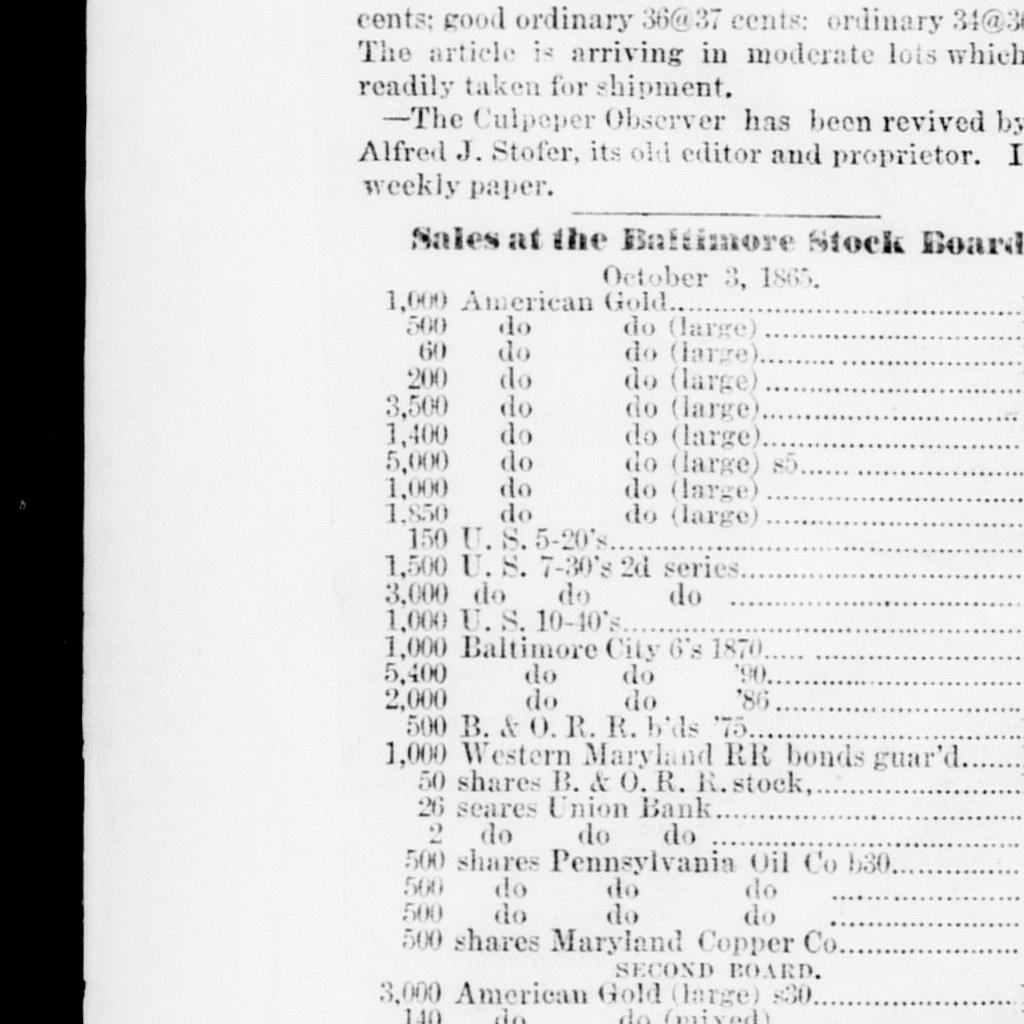 cents; good ordinary 36@37 cents; ordinary 34@36
The article is arriving in moderate lots which
readily taken for shipment.
—The Culpeper Observer has been revived by
Alfred J. Stofer, its old editor and proprietor. I
weekly paper.
Sales at the Baltimore Stock Board
October 3, 1865.
1,000 American Gold..............................
500 do do (large)..............................
60 do do (large)..............................
200 do do (large)..............................
3,500 do do (large)..............................
1,400 do do (large)..............................
5,000 do do (large) s5..............................
1,000 do do (large)..............................
1,850 do do (large)..............................
150 U. S. 5-20's..............................
1,500 U. S. 7-30's 2d series..............................
3,000 do do do ..............................
1,000 U. S. 10-40's..............................
1,000 Baltimore City 6's 1870..............................
5,400 do do '90..............................
2,000 do do '86..............................
500 B. & O. R. R. b'ds '75..............................
1,000 Western Maryland RR bonds guar'd.......
50 shares B. & O. R. R. stock,..............................
26 seares Union Bank..............................
2 do do do ..............................
500 shares Pennsylvania Oil Co b30..............
500 do do do ....................
500 do do do ....................
500 shares Maryland Copper Co....................
SECOND BOARD.
3,000 American Gold (large) s30....................
140 do do (mixed)